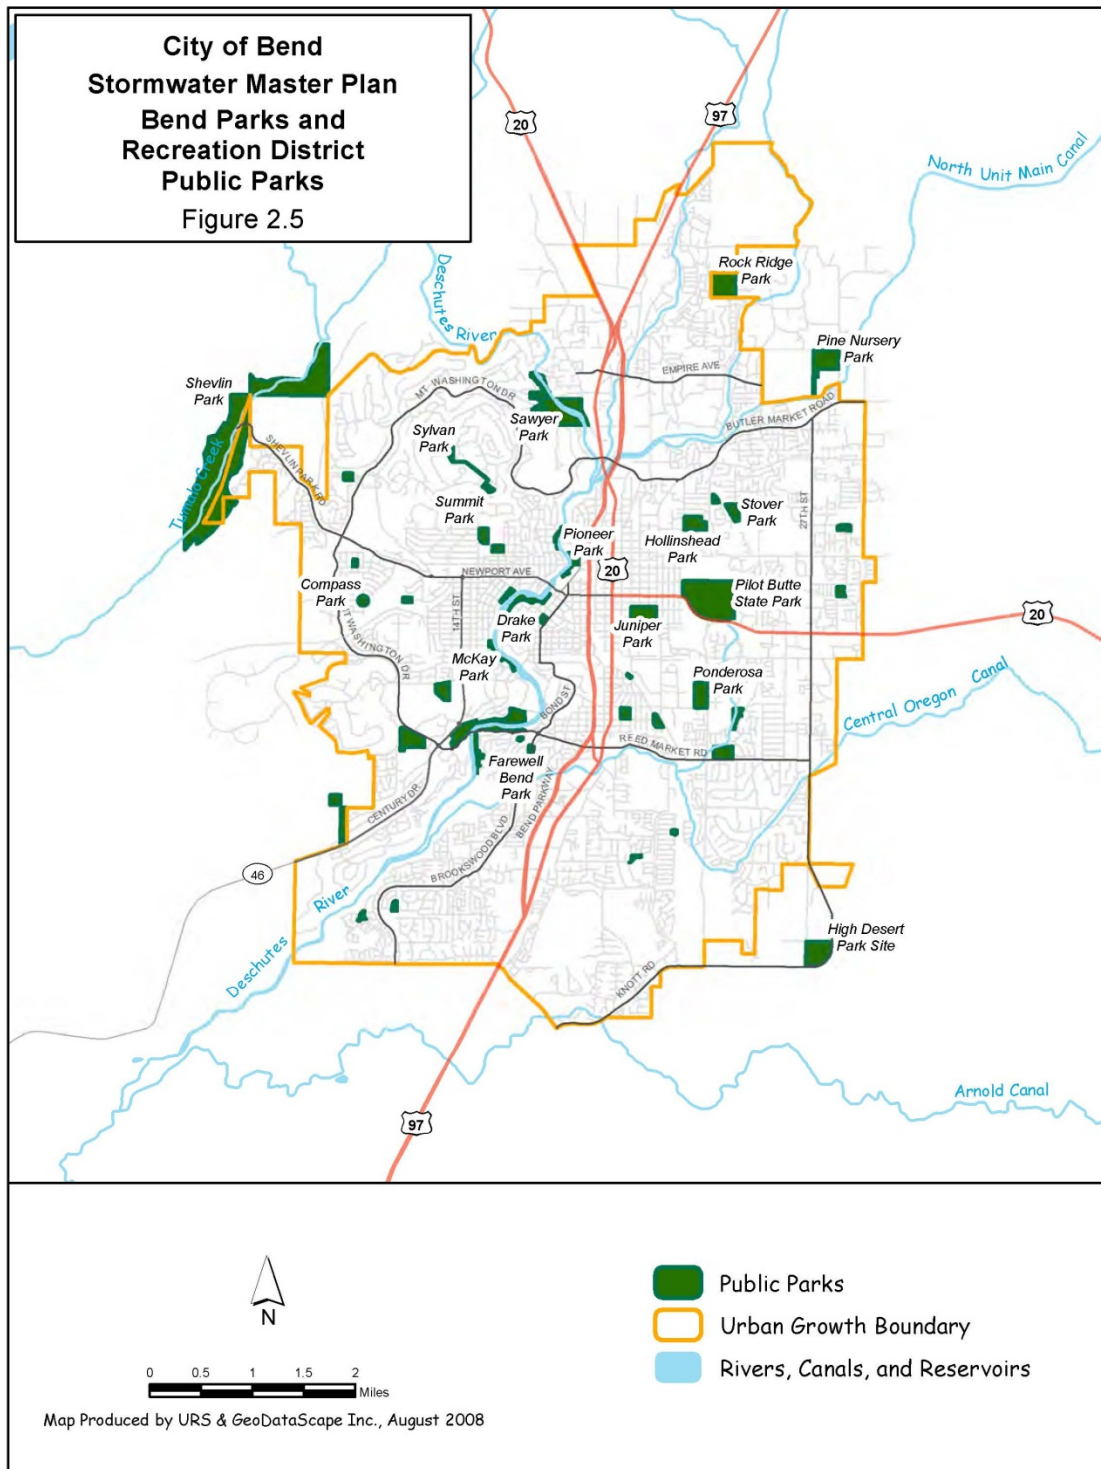 City of Bend
Stormwater Master Plan
Bend Parks and
Recreation District
Public Parks
Figure 2.5
20
97
North Unit Main Canal
Deschutes River
Rock Ridge
Park
Pine Nursery
Park
EMPIRE AVE
Shevlin
Park
MT. WASHINGTON DR
BUTLER MARKET ROAD
Sawyer
Park
Sylvan
Park
SHEVLIN PARK RD
Tumalo Creek
Summit
Park
Stover
Park
27TH ST
Pioneer
Park
Hollinshead
Park
NEWPORT AVE
20
Compass
Park
Pilot Butte
State Park
14TH ST
Drake
Park
Juniper
Park
20
T WASHINGTON DR
McKay
Park
Ponderosa
Park
BOND ST
Central Oregon Canal
REED MARKET RD
Farewell
Bend
Park
CENTURY DR
BEND PARKWAY
BROOKSWOOD BLVD
46
Deschutes River
High Desert
Park Site
KNOTT RD
Arnold Canal
97
N
0 0.5 1 1.5 2
Miles
Map Produced by URS & GeoDataScape Inc., August 2008
Public Parks
Urban Growth Boundary
Rivers, Canals, and Reservoirs